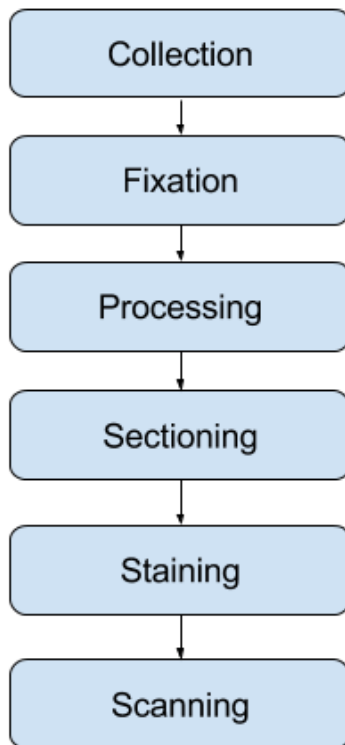 Collection
Fixation
Processing
Sectioning
Staining
Scanning